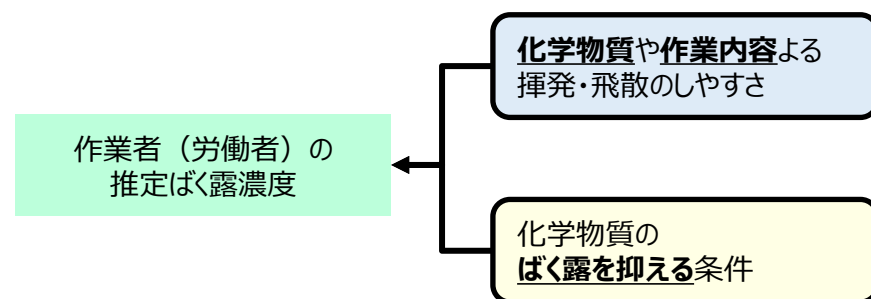 化学物質や作業内容よる
揮発・飛散のしやすさ
作業者（労働者）の
推定ばく露濃度
化学物質の
ばく露を抑える条件